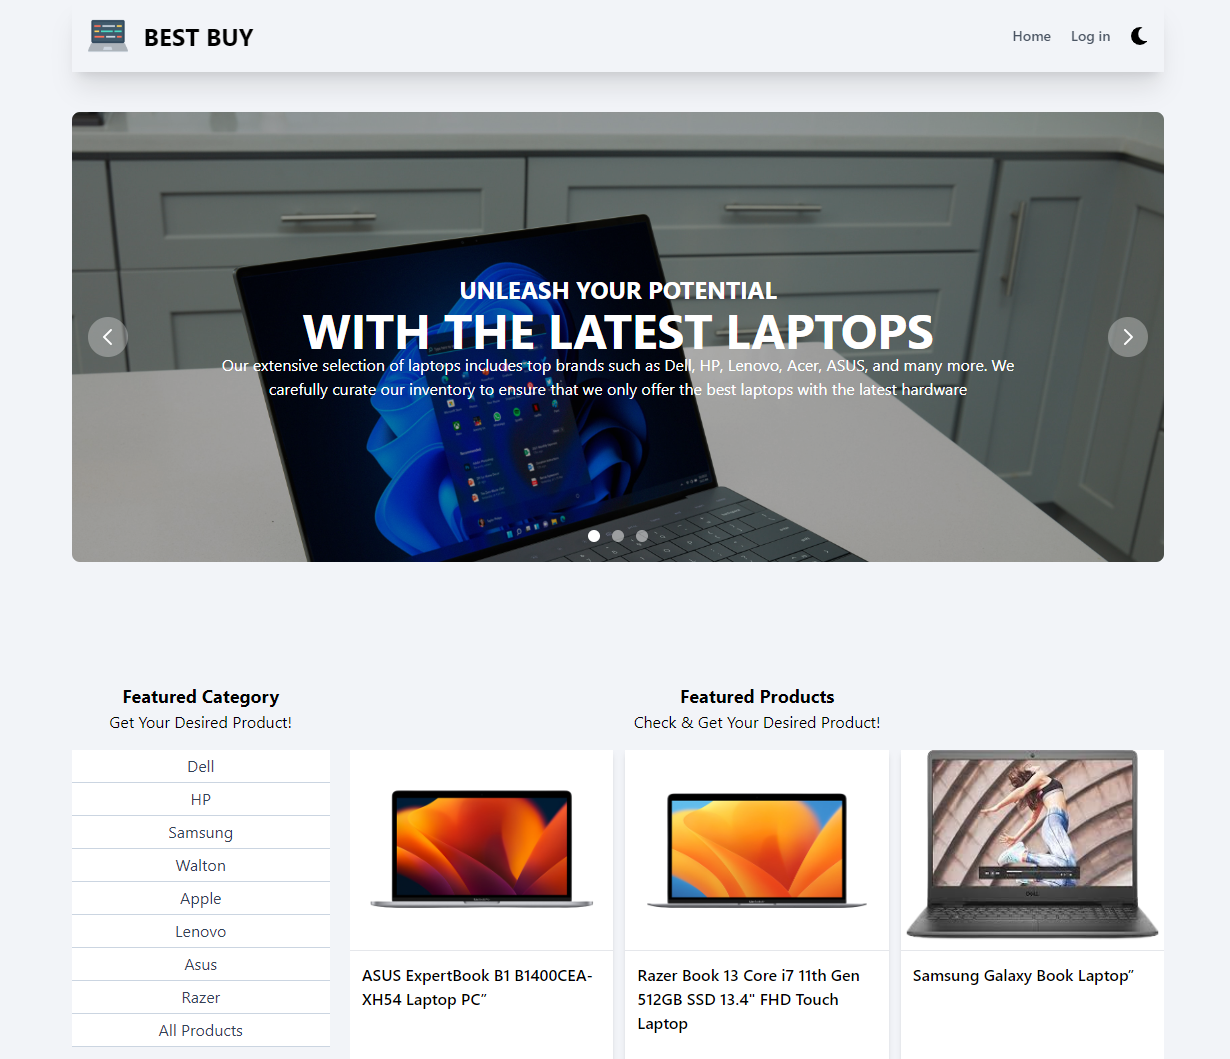 BEST BUY
Home
Log in
UNLEASH YOUR POTENTIAL
WITH THE LATEST LAPTOPS
Our extensive selection of laptops includes top brands such as Dell, HP, Lenovo, Acer, ASUS, and many more. We
carefully curate our inventory to ensure that we only offer the best laptops with the latest hardware
Featured Category
Get Your Desired Product!
Dell
HP
Samsung
Walton
Apple
Lenovo
Asus
Razer
All Products
Featured Products
Check & Get Your Desired Product!
ASUS ExpertBook B1 B1400CEA-
XH54 Laptop PC”
Razer Book 13 Core i7 11th Gen
512GB SSD 13.4" FHD Touch
Laptop
Samsung Galaxy Book Laptop”